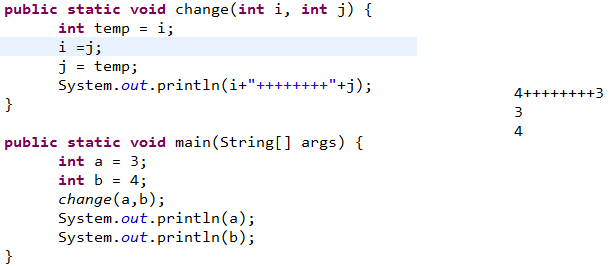 public static void change(int i, int j) {
int temp = i;
i =j;
j = temp;
System.out.println(i+"++++++++"+j);
}
public static void main(String[] args) {
int a = 3;
int b = 4;
change(a,b);
System.out.println(a);
System.out.println(b);
}
4++++++++3
3
4